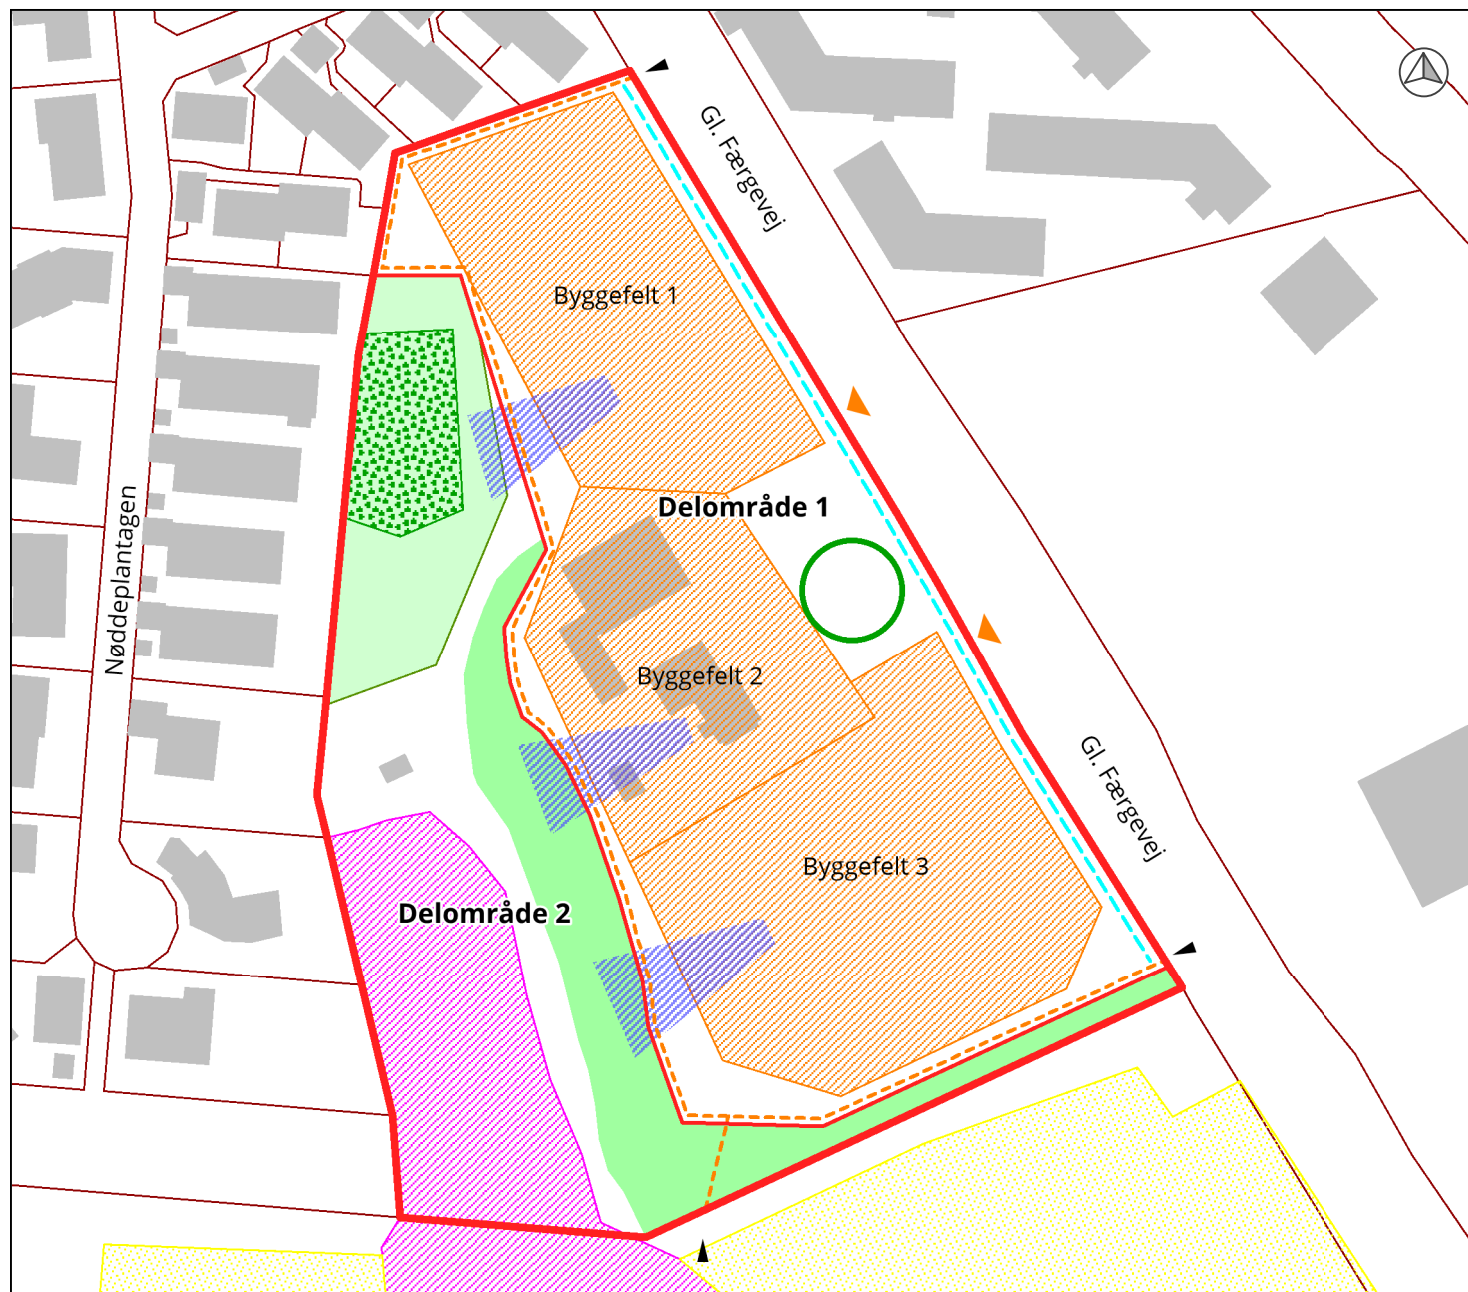 Gl. Færgevej
Byggefelt 1
Delområde 1
Nøddeplantagen
Byggefelt 2
Gl. Færgevej
Byggefelt 3
Delområde 2